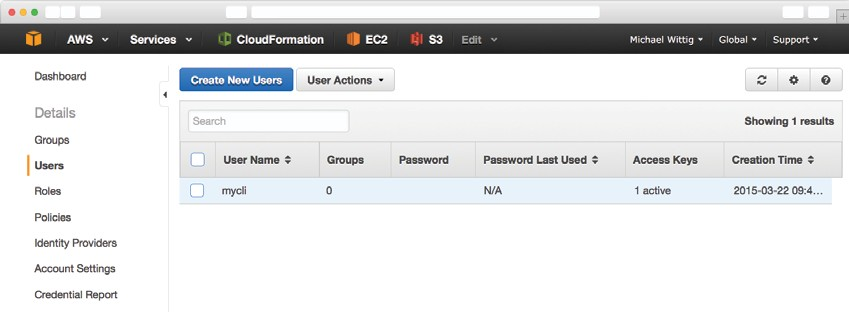 AWS Services CloudFormation EC2 S3 Edit Michael Wittig Global Support
Dashboard
Create New Users User Actions
Details
Search
Showing 1 results
Groups
Users
Roles
Policies
Identity Providers
Account Settings
Credential Report
User Name Groups Password Password Last Used Access Keys Creation Time
mycli 0 N/A 1 active 2015-03-22 09:4…